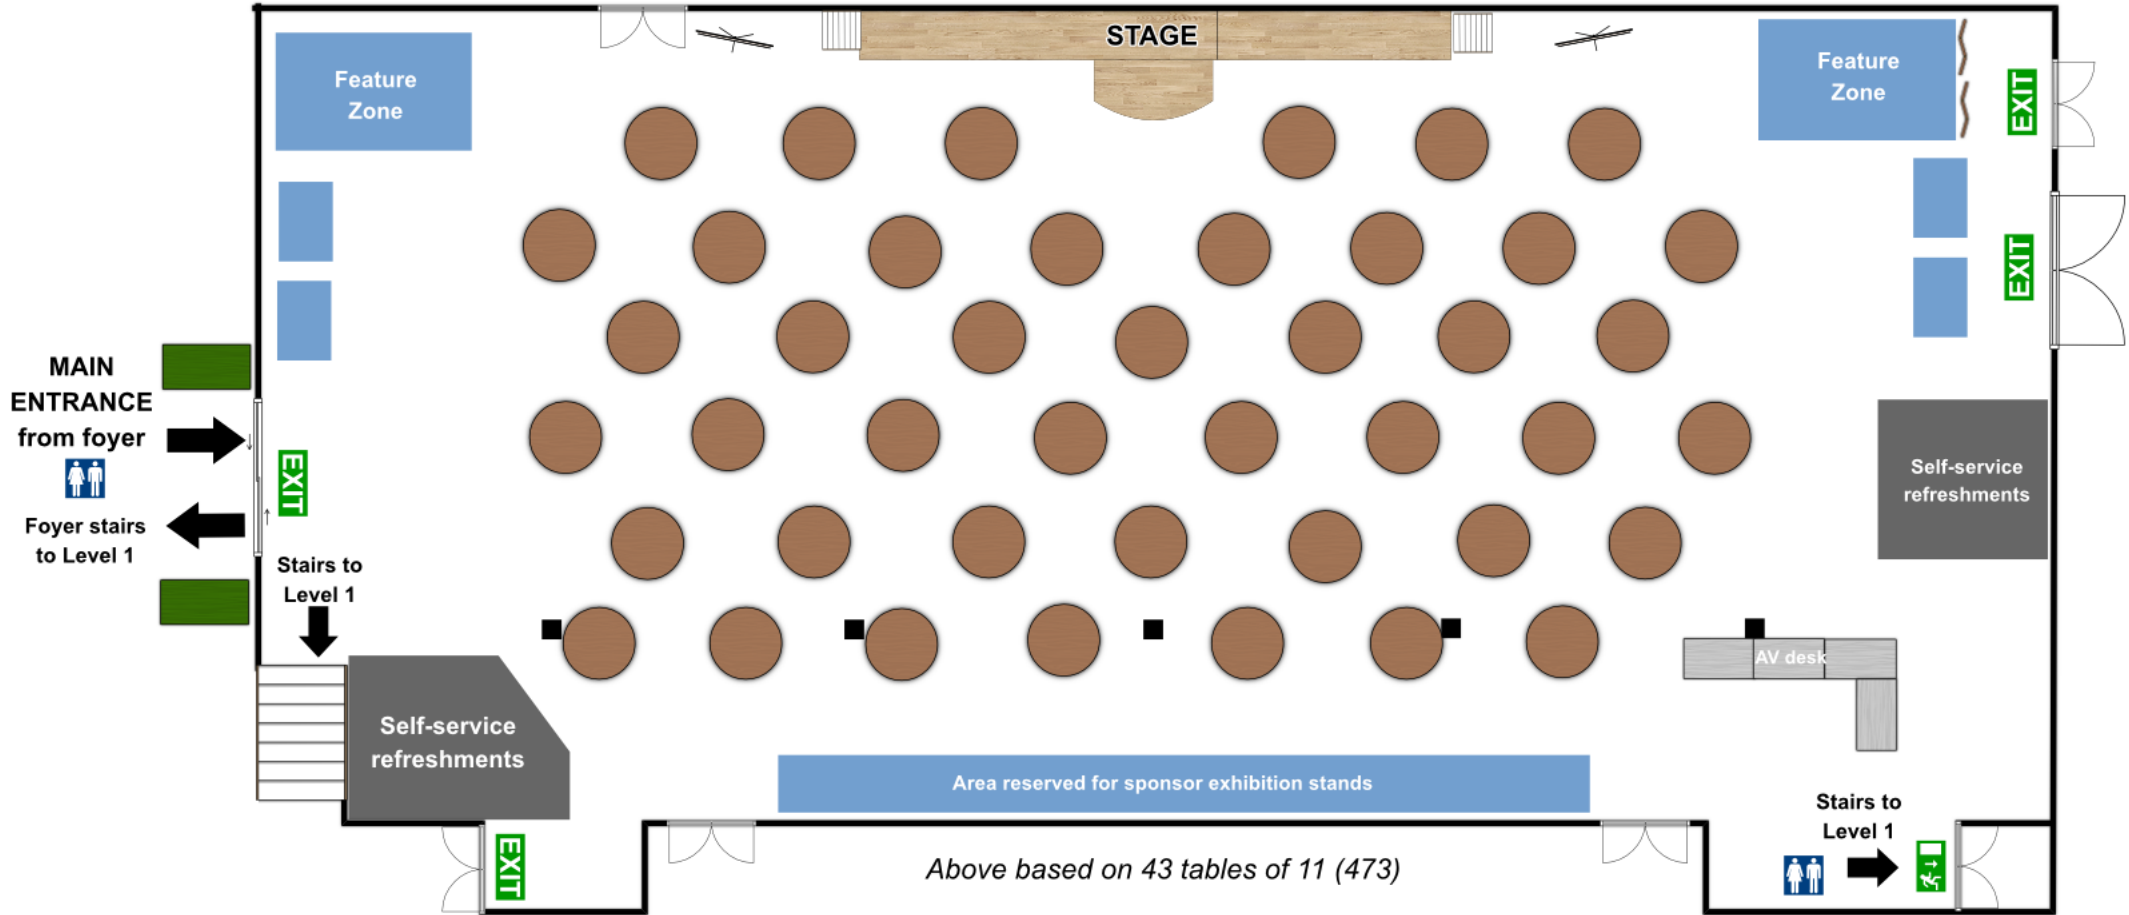 STAGE
Feature
Zone
Feature
Zone
EXIT
EXIT
MAIN
ENTRANCE
from foyer
EXIT
Foyer stairs
to Level 1
Stairs to
Level 1
Self-service
refreshments
AV desk
Self-service
refreshments
Area reserved for sponsor exhibition stands
Stairs to
Level 1
EXIT
Above based on 43 tables of 11 (473)